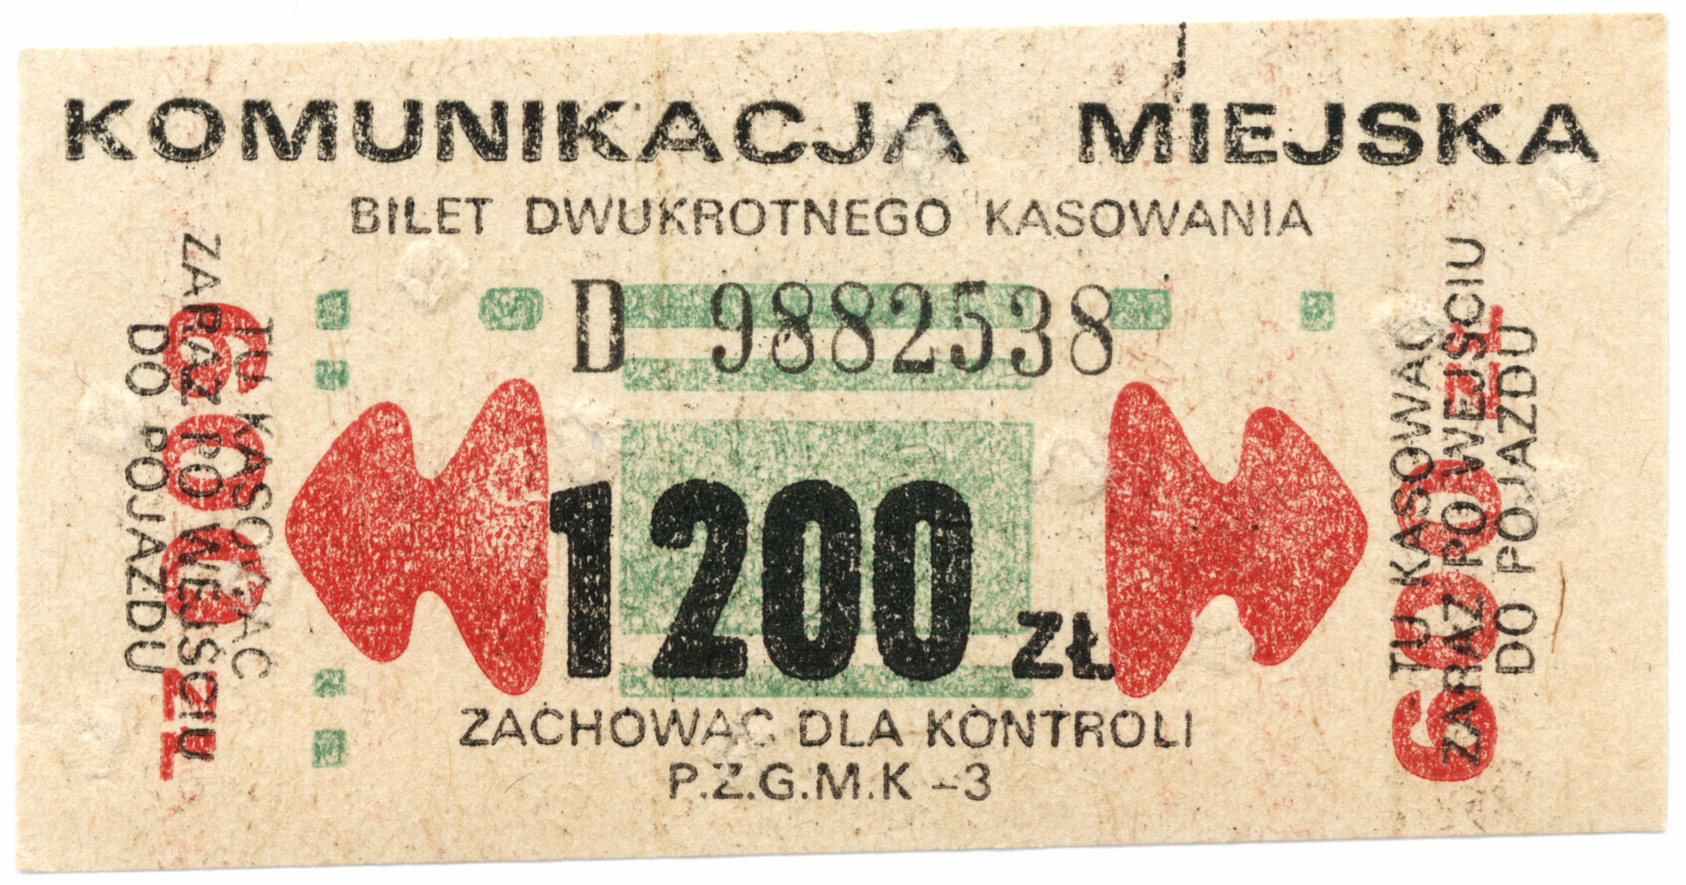 KOMUNIKACJA MIEJSKA
BILET DWUKROTNEGO KASOWANIA
D 9882538
1200 ZŁ
ZACHOWAĆ DLA KONTROLI
P.Z.G.M.K -3
TU KASOWAĆ
ZARAZ PO WEJŚCIU
DO POJAZDU
600 ZŁ
TU KASOWAĆ
ZARAZ PO WEJŚCIU
DO POJAZDU
600 ZŁ